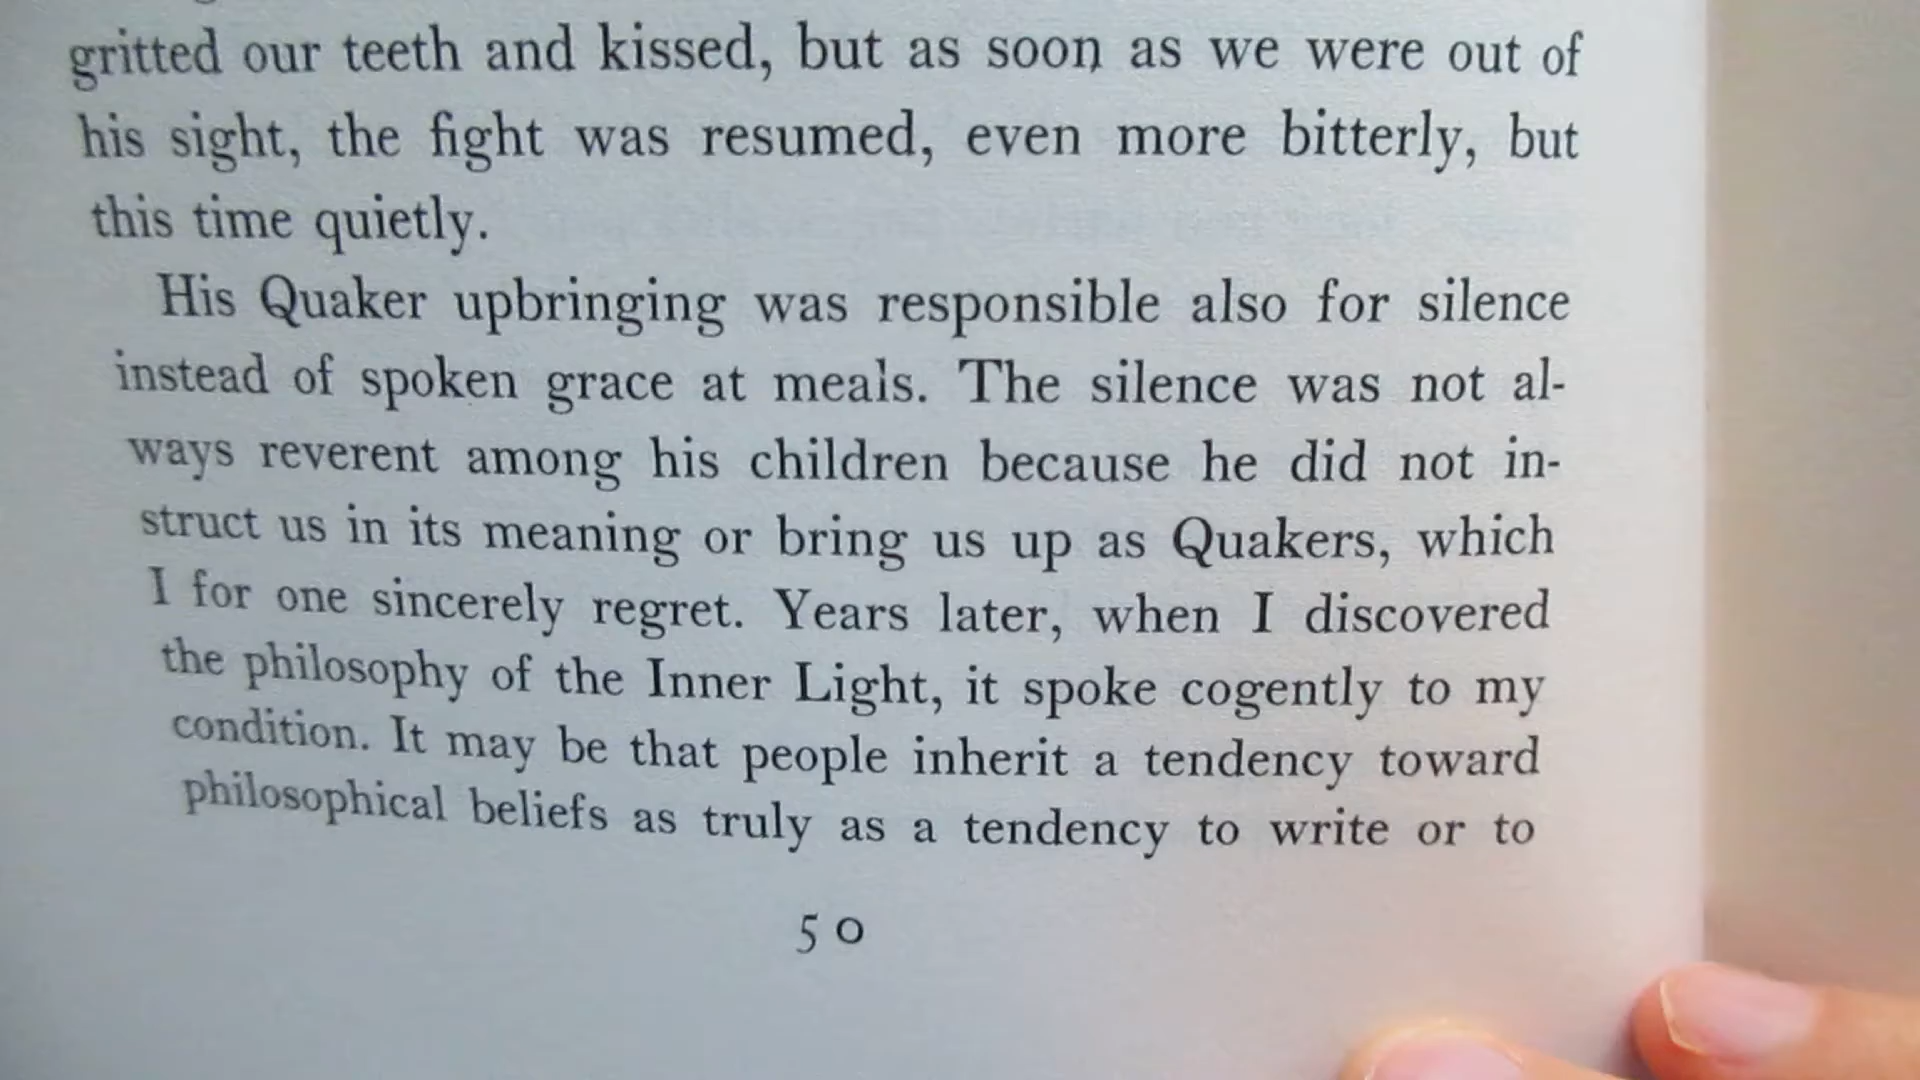 gritted our teeth and kissed, but as soon as we were out of
his sight, the fight was resumed, even more bitterly, but
this time quietly.
His Quaker upbringing was responsible also for silence
instead of spoken grace at meals. The silence was not al-
ways reverent among his children because he did not in-
struct us in its meaning or bring us up as Quakers, which
I for one sincerely regret. Years later, when I discovered
the philosophy of the Inner Light, it spoke cogently to my
condition. It may be that people inherit a tendency toward
philosophical beliefs as truly as a tendency to write or to
50